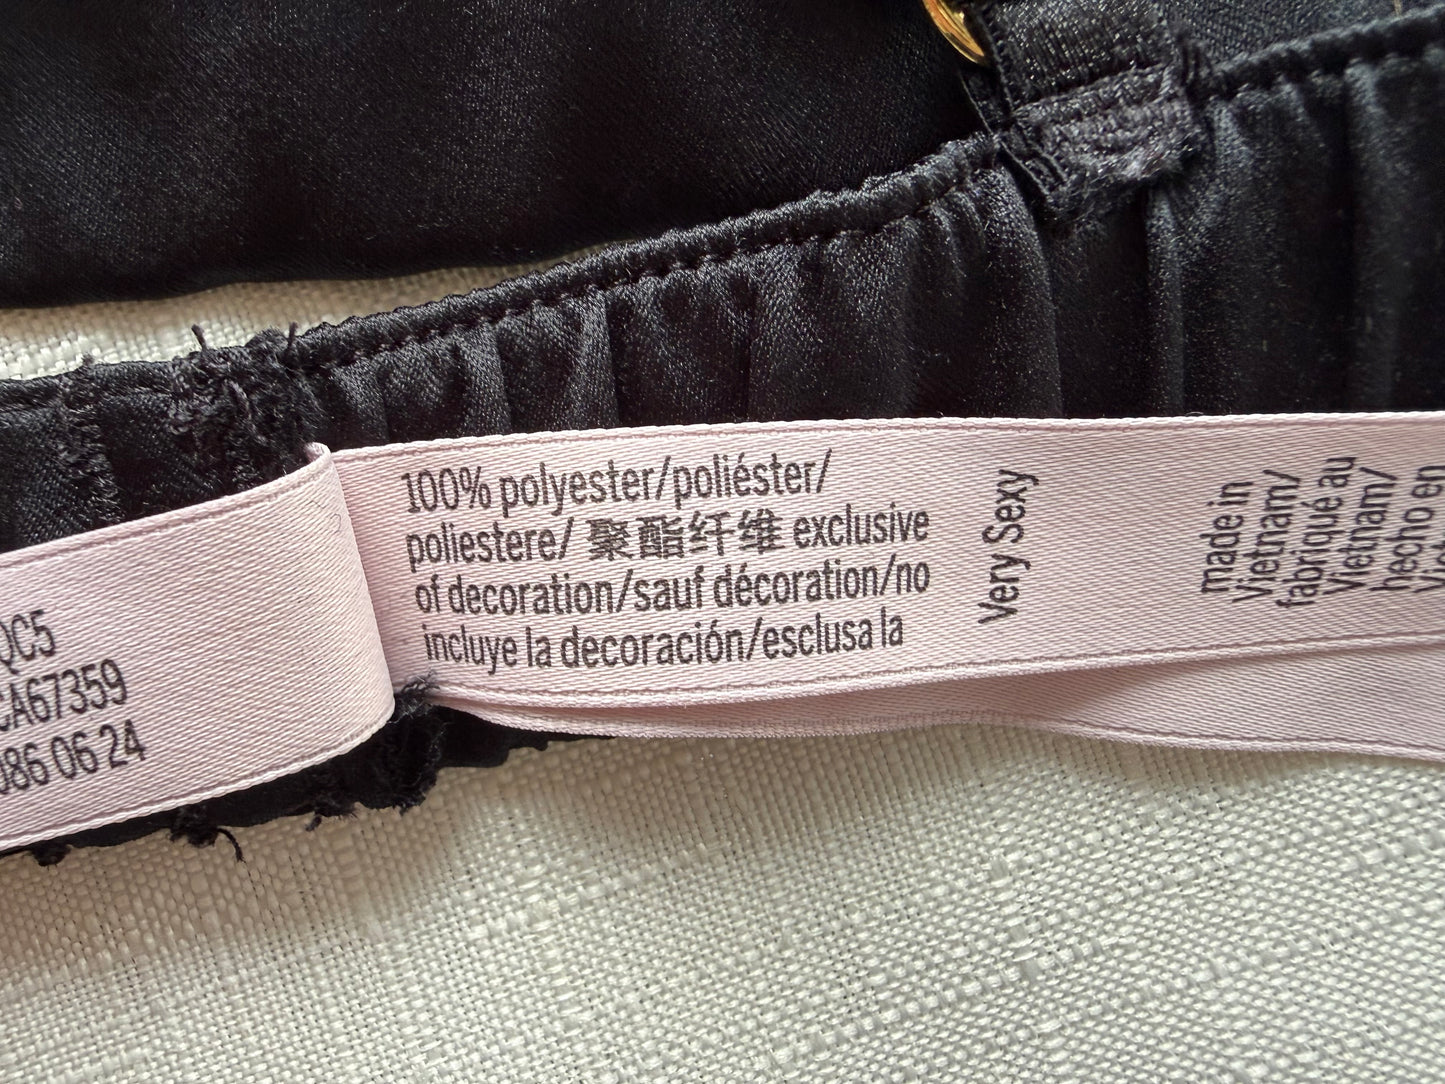 QC5
CA67359
086 06 24
100% polyester/poliéster/
poliestere/ 聚酯纤维 exclusive
of decoration/sauf décoration/no
incluye la decoración/esclusa la
Very Sexy
made in
Vietnam/
fabriqué au
Vietnam/
hecho en